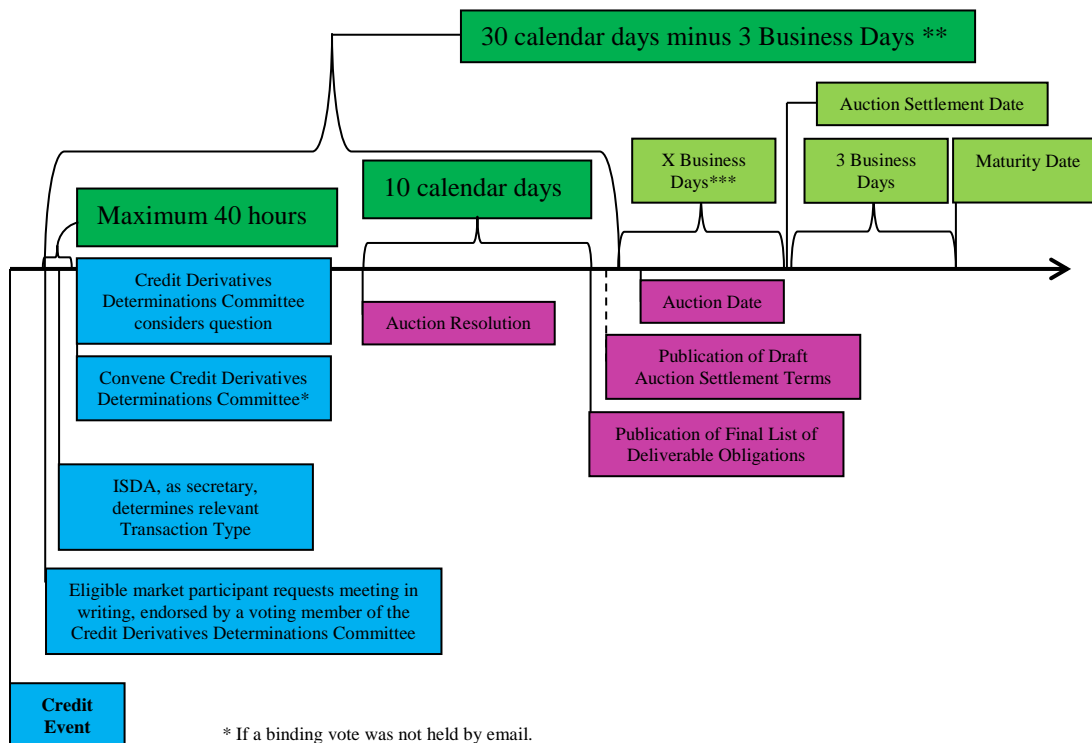 30 calendar days minus 3 Business Days **
Auction Settlement Date
X Business
Days***
3 Business
Days
Maturity Date
10 calendar days
Maximum 40 hours
Credit Derivatives
Determinations Committee
considers question
Auction Resolution
Auction Date
Convene Credit Derivatives
Determinations Committee*
Publication of Draft
Auction Settlement Terms
Publication of Final List of
Deliverable Obligations
ISDA, as secretary,
determines relevant
Transaction Type
Eligible market participant requests meeting in
writing, endorsed by a voting member of the
Credit Derivatives Determinations Committee
Credit
Event
* If a binding vote was not held by email.